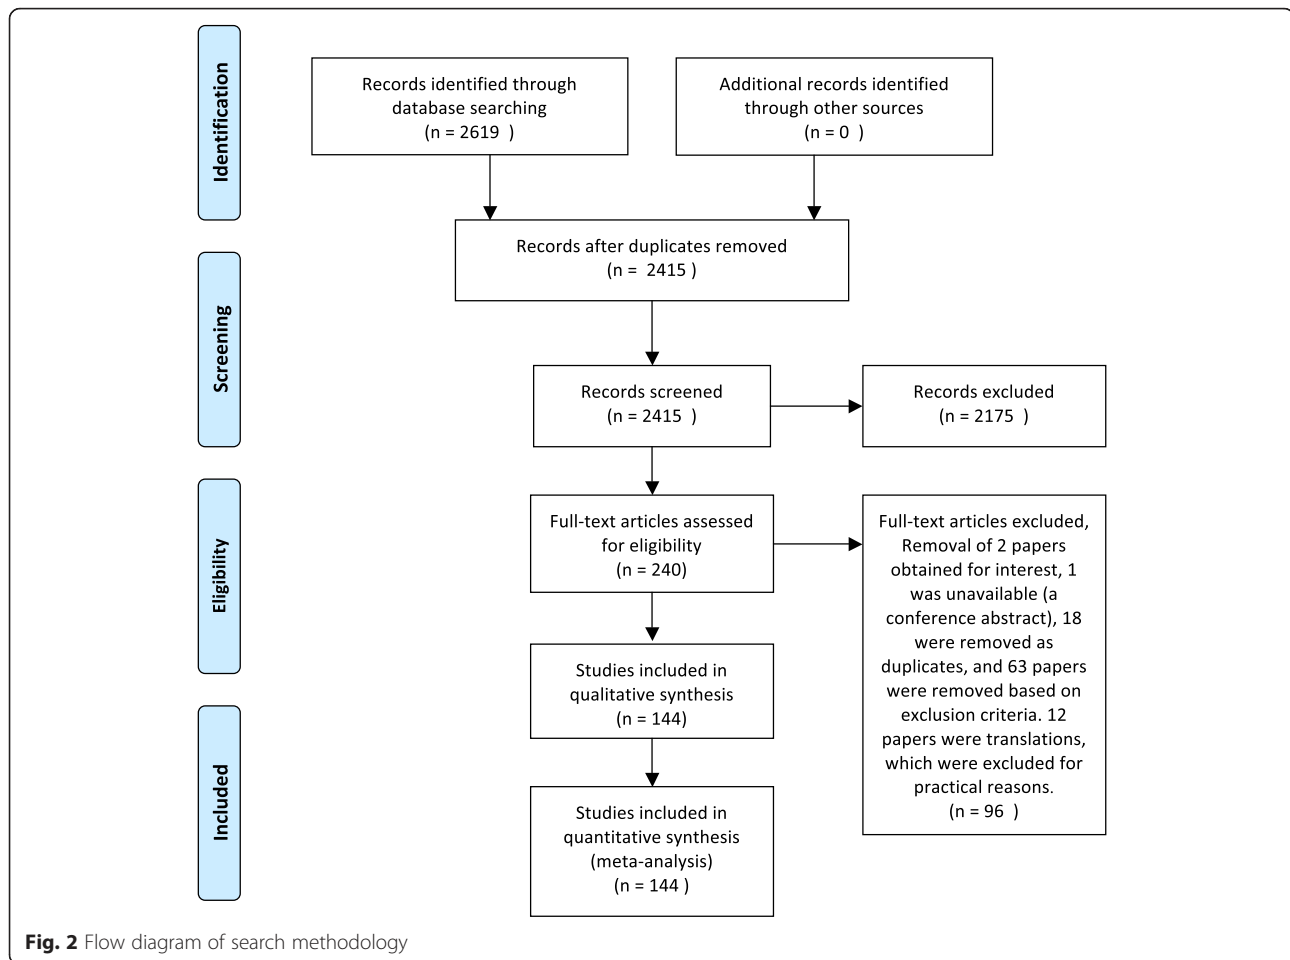 Identification
Records identified through
database searching
(n = 2619  )
Additional records identified
through other sources
(n = 0  )
Records after duplicates removed
(n =  2415 )
Screening
Records screened
(n = 2415  )
Records excluded
(n = 2175  )
Eligibility
Full-text articles assessed
for eligibility
(n = 240)
Full-text articles excluded,
Removal of 2 papers
obtained for interest, 1
was unavailable (a
conference abstract), 18
were removed as
duplicates, and 63 papers
were removed based on
exclusion criteria. 12
papers were translations,
which were excluded for
practical reasons.
(n = 96  )
Studies included in
qualitative synthesis
(n = 144)
Included
Studies included in
quantitative synthesis
(meta-analysis)
(n = 144 )
Fig. 2 Flow diagram of search methodology